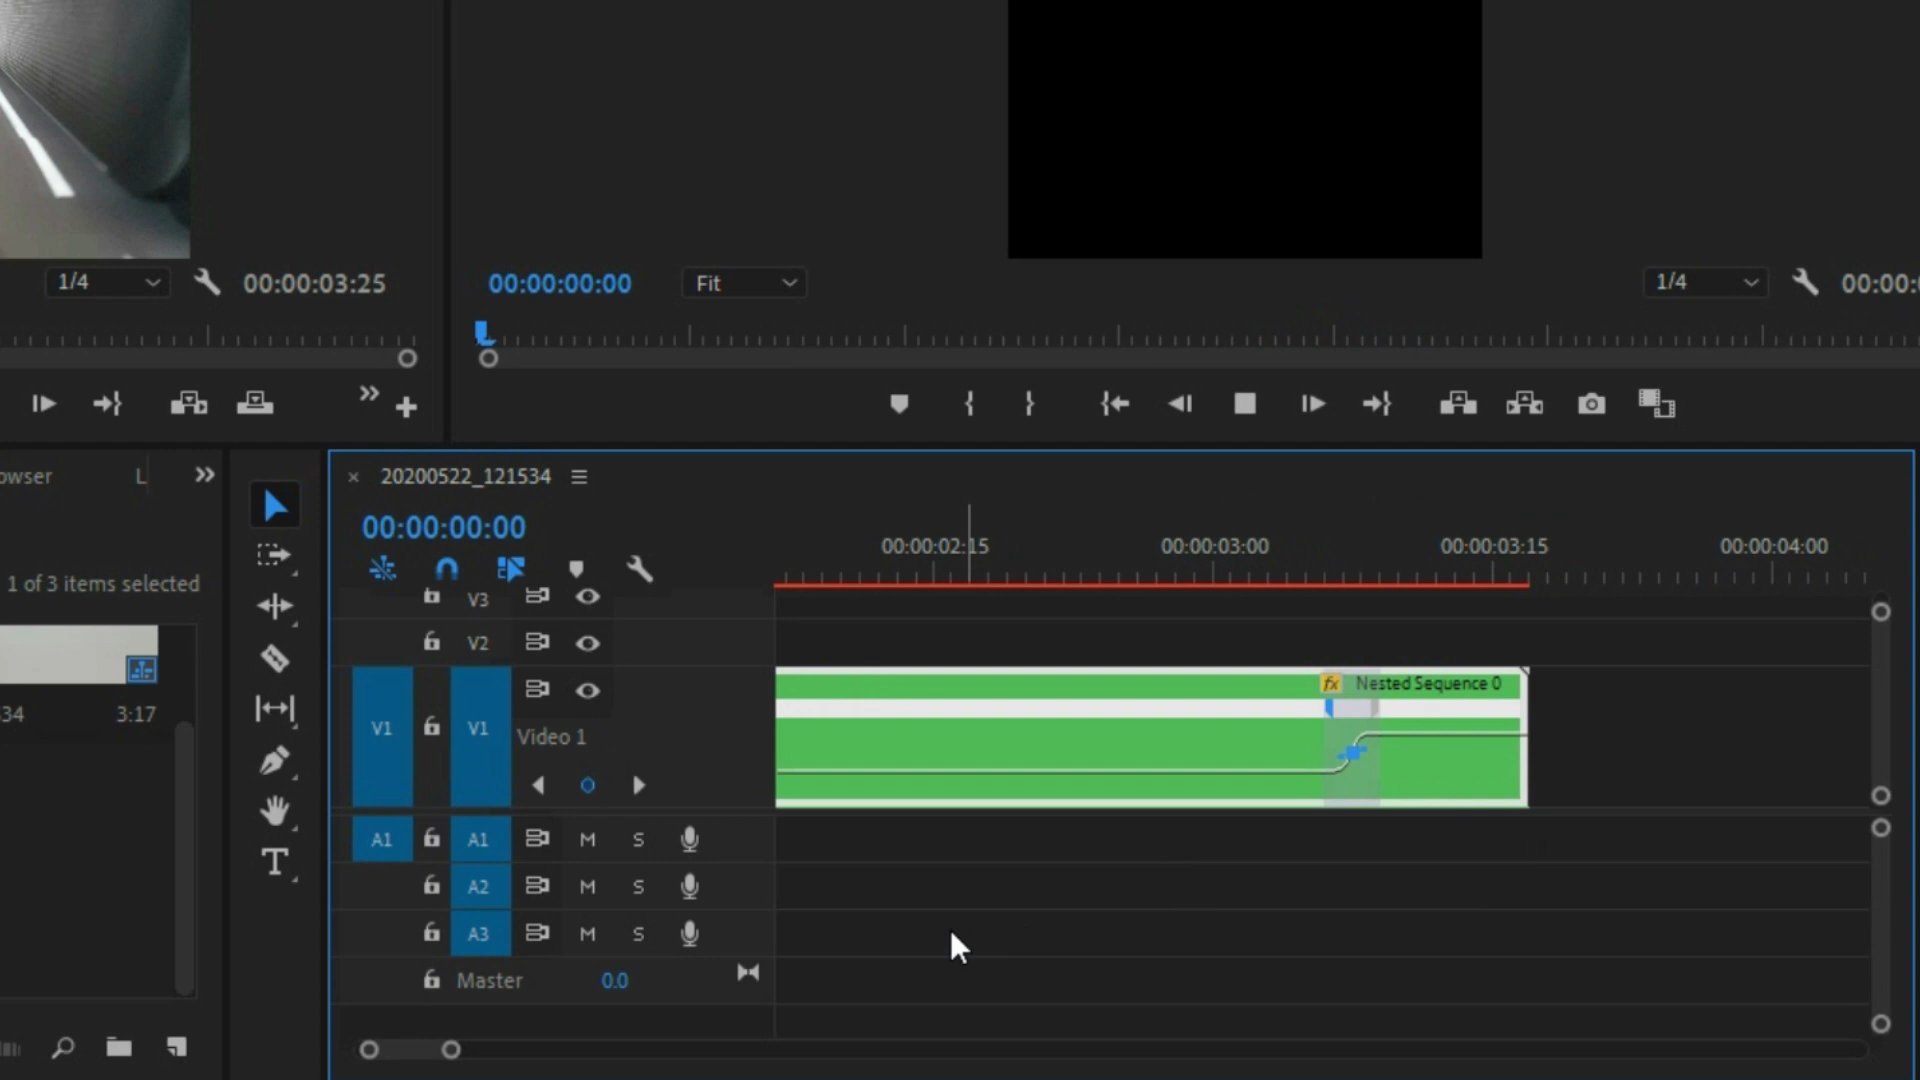 1/4
00:00:03:25
00:00:00:00
Fit
1/4
00:00:
owser
L
20200522_121534
00:00:00:00
00:00:02:15
00:00:03:00
00:00:03:15
00:00:04:00
1 of 3 items selected
V3
V2
fx Nested Sequence 0
34
3:17
V1
V1
Video 1
A1
A1
M
S
A2
M
S
A3
M
S
Master
0.0